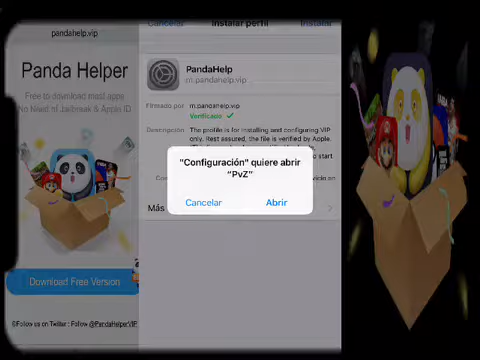 pandahelp.vip
Panda Helper
Free to download most apps
No Need of Jailbreak & Apple ID
Download Free Version
Follow us on Twitter : Follow @PandaHelperVIP
Cancelar
Instalar perfil
Instalar
PandaHelp
m.pandahelp.vip
Firmado por m.pandahelp.vip
Verificado
Descripción The profile for installing and configuring VIP
only. Rest assured, the file is verified by Apple.
start
"Configuración" quiere abrir
"PvZ"
Cancelar
Abrir
Más